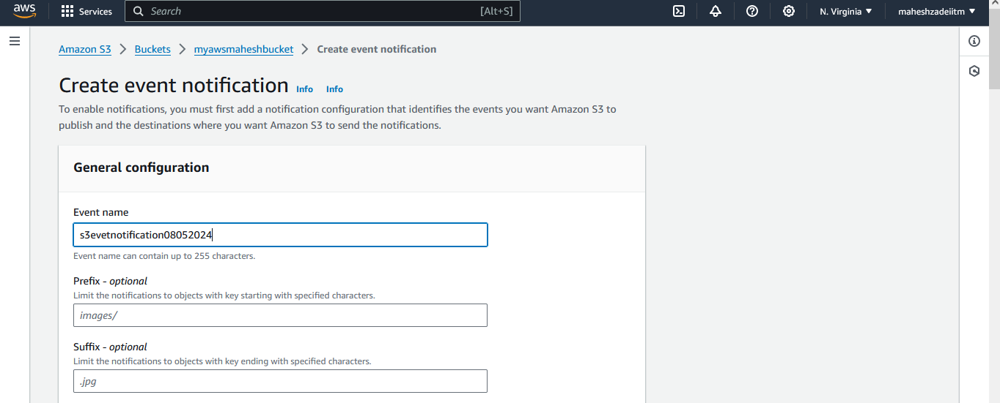 aws Services Search [Alt+S] N. Virginia maheshzadeiitm
Amazon S3 Buckets myawsmaheshbucket Create event notification
Create event notification Info Info
To enable notifications, you must first add a notification configuration that identifies the events you want Amazon S3 to
publish and the destinations where you want Amazon S3 to send the notifications.
General configuration
Event name
s3evetnotification08052024
Event name can contain up to 255 characters.
Prefix - optional
Limit the notifications to objects with key starting with specified characters.
images/
Suffix - optional
Limit the notifications to objects with key ending with specified characters.
.jpg